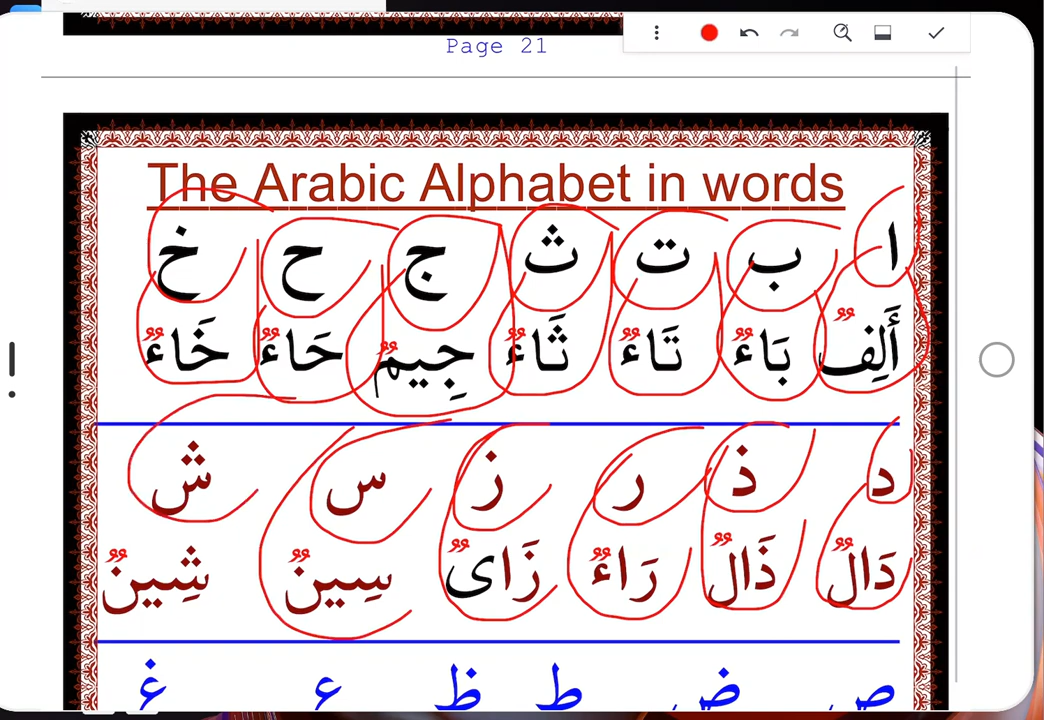 Page 21
The Arabic Alphabet in words
ا ب ت ث ج ح خ
أَلِفٌ بَاءٌ تَاءٌ ثَاءٌ جِيمٌ حَاءٌ خَاءٌ
د ذ ر ز س ش
دَالٌ ذَالٌ رَاءٌ زَاىٌ سِينٌ شِينٌ
ص ض ط ظ ع غ